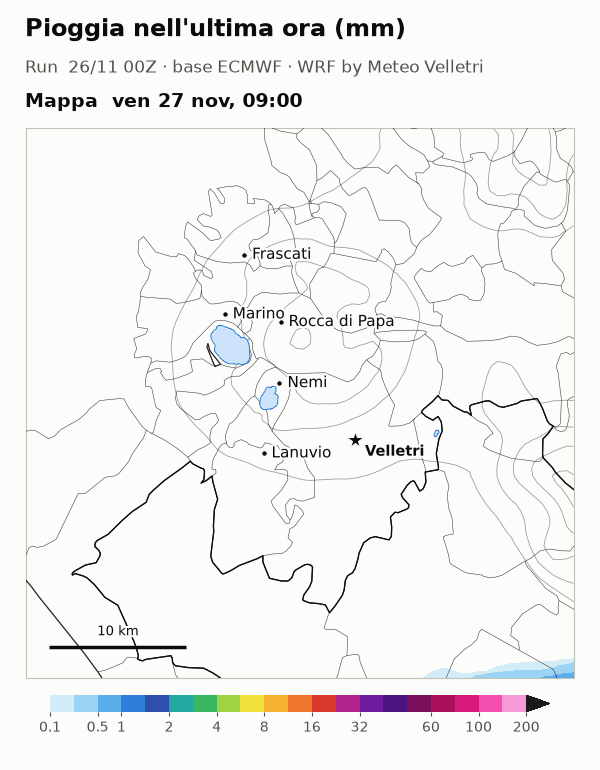 Pioggia nell'ultima ora (mm)
Run  26/11 00Z · base ECMWF · WRF by Meteo Velletri
Mappa  ven 27 nov, 09:00
Frascati
Marino
Rocca di Papa
Nemi
Velletri
Lanuvio
10 km
0.1 0.5 1 2 4 8 16 32 60 100 200